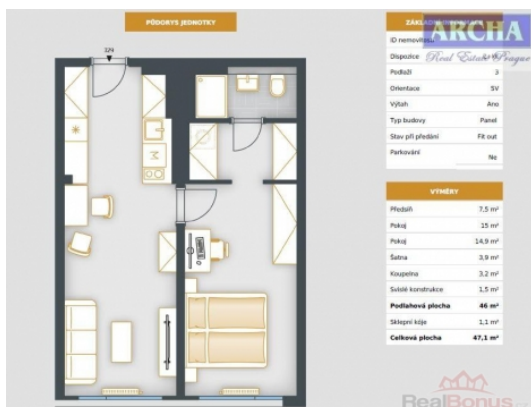 PŮDORYS JEDNOTKY
324
M
ZÁKLADNÍ
ARCHA
Real Estate Prague
ID nemovitosti
Dispozice
Podlaží 3
Orientace SV
Výtah Ano
Typ budovy Panel
Stav při předání Fit out
Parkování Ne
VÝMĚRY
Předsíň 7,5 m²
Pokoj 15 m²
Pokoj 14,9 m²
Šatna 3,9 m²
Koupelna 3,2 m²
Svislé konstrukce 1,5 m²
Podlahová plocha 46 m²
Sklepní kóje 1,1 m²
Celková plocha 47,1 m²
RealBonus